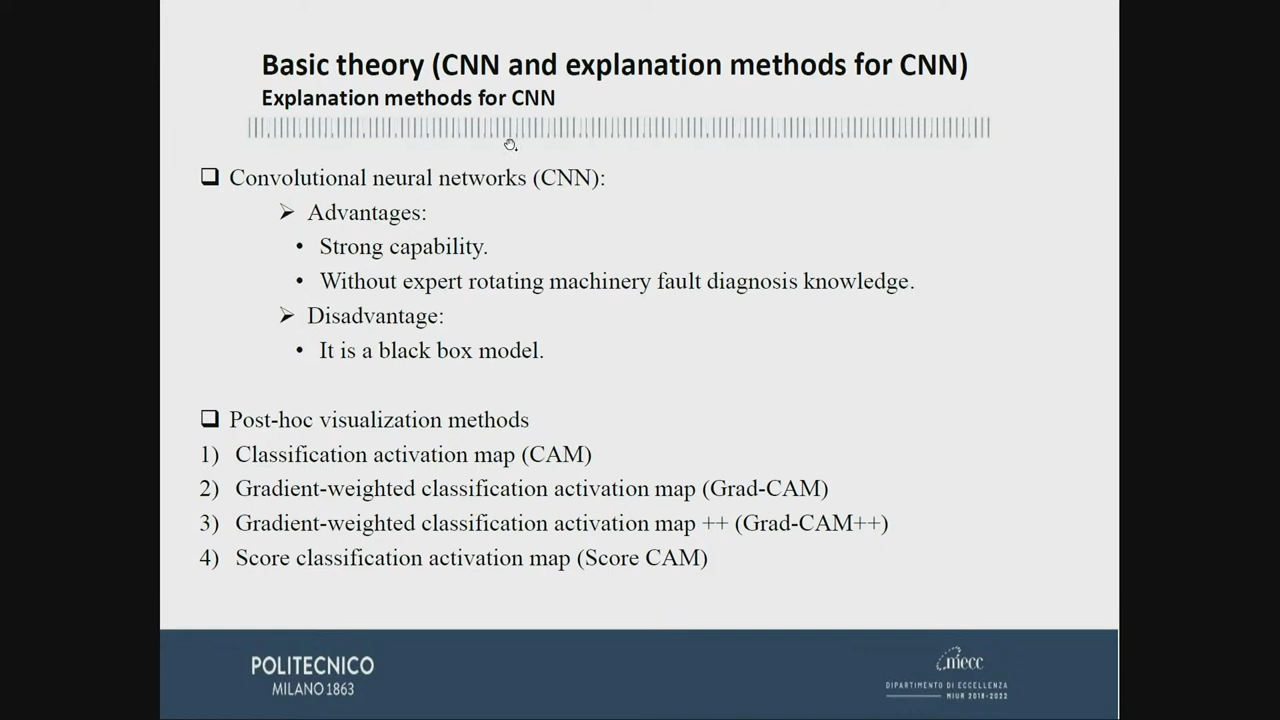 Basic theory (CNN and explanation methods for CNN)
Explanation methods for CNN
Convolutional neural networks (CNN):
Advantages:
• Strong capability.
• Without expert rotating machinery fault diagnosis knowledge.
Disadvantage:
• It is a black box model.
Post-hoc visualization methods
1) Classification activation map (CAM)
2) Gradient-weighted classification activation map (Grad-CAM)
3) Gradient-weighted classification activation map ++ (Grad-CAM++)
4) Score classification activation map (Score CAM)
POLITECNICO
MILANO 1863
mecc
DIPARTIMENTO DI ECCELLENZA
MIUR 2018-2022